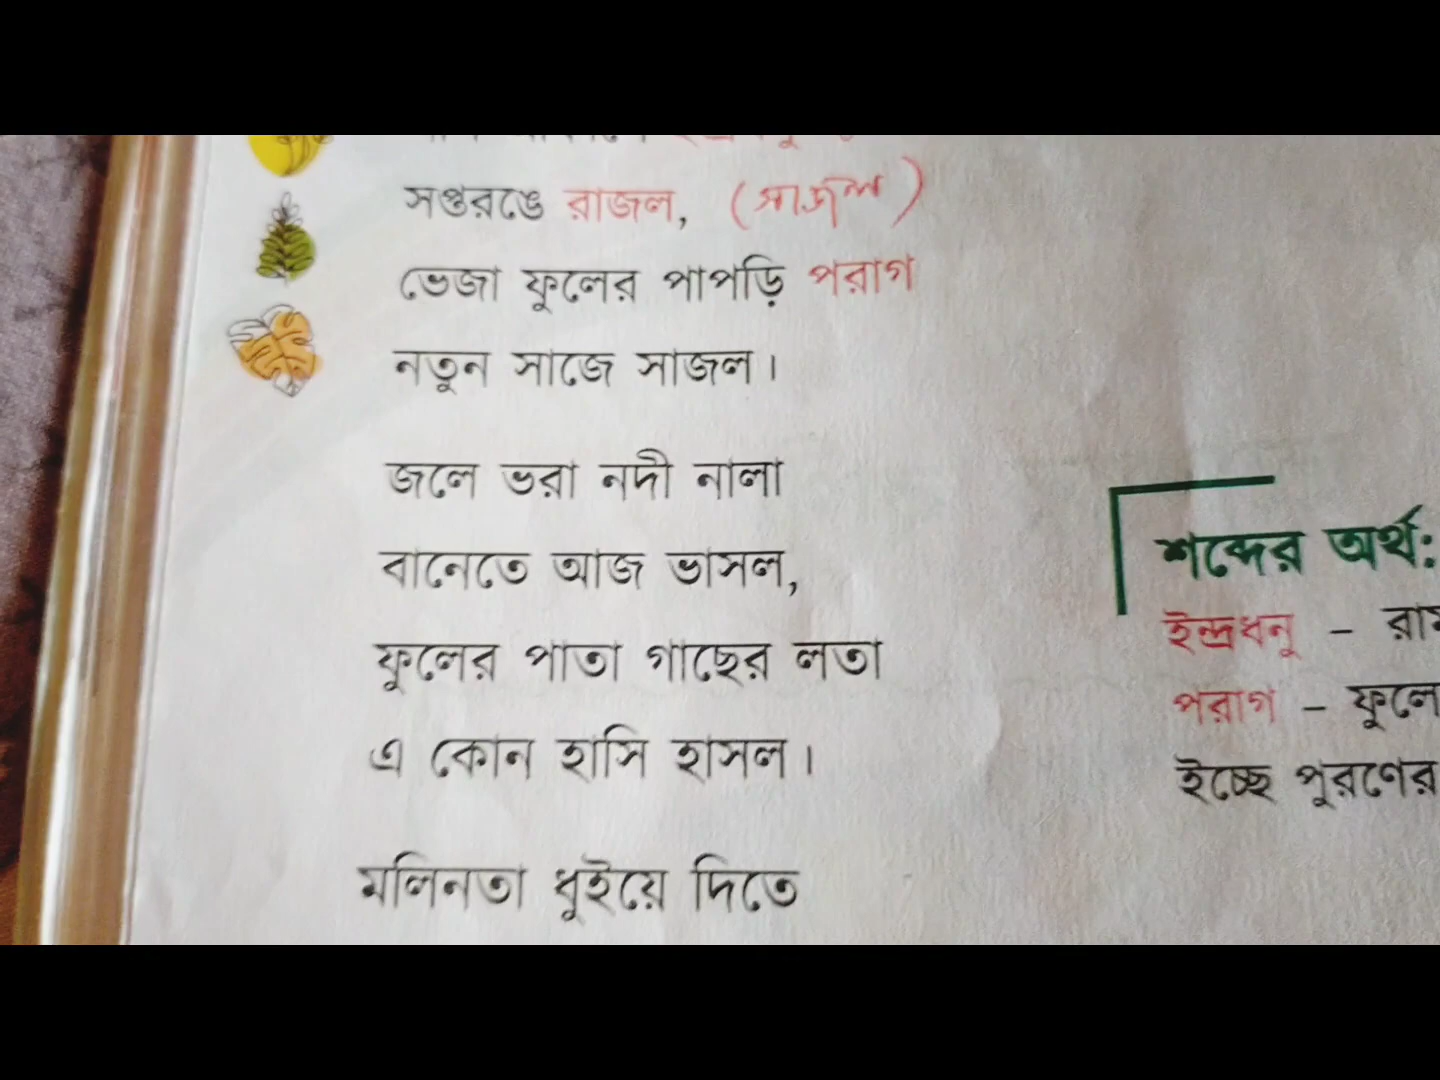 সপ্তরঙে রাজল, (সাজল)
ভেজা ফুলের পাপড়ি পরাগ
নতুন সাজে সাজল।
জলে ভরা নদী নালা
বানেতে আজ ভাসল,
ফুলের পাতা গাছের লতা
এ কোন হাসি হাসল।
মলিনতা ধুইয়ে দিতে
শব্দের অর্থ:
ইন্দ্রধনু –
পরাগ – ফুলে
ইচ্ছে পুরণের